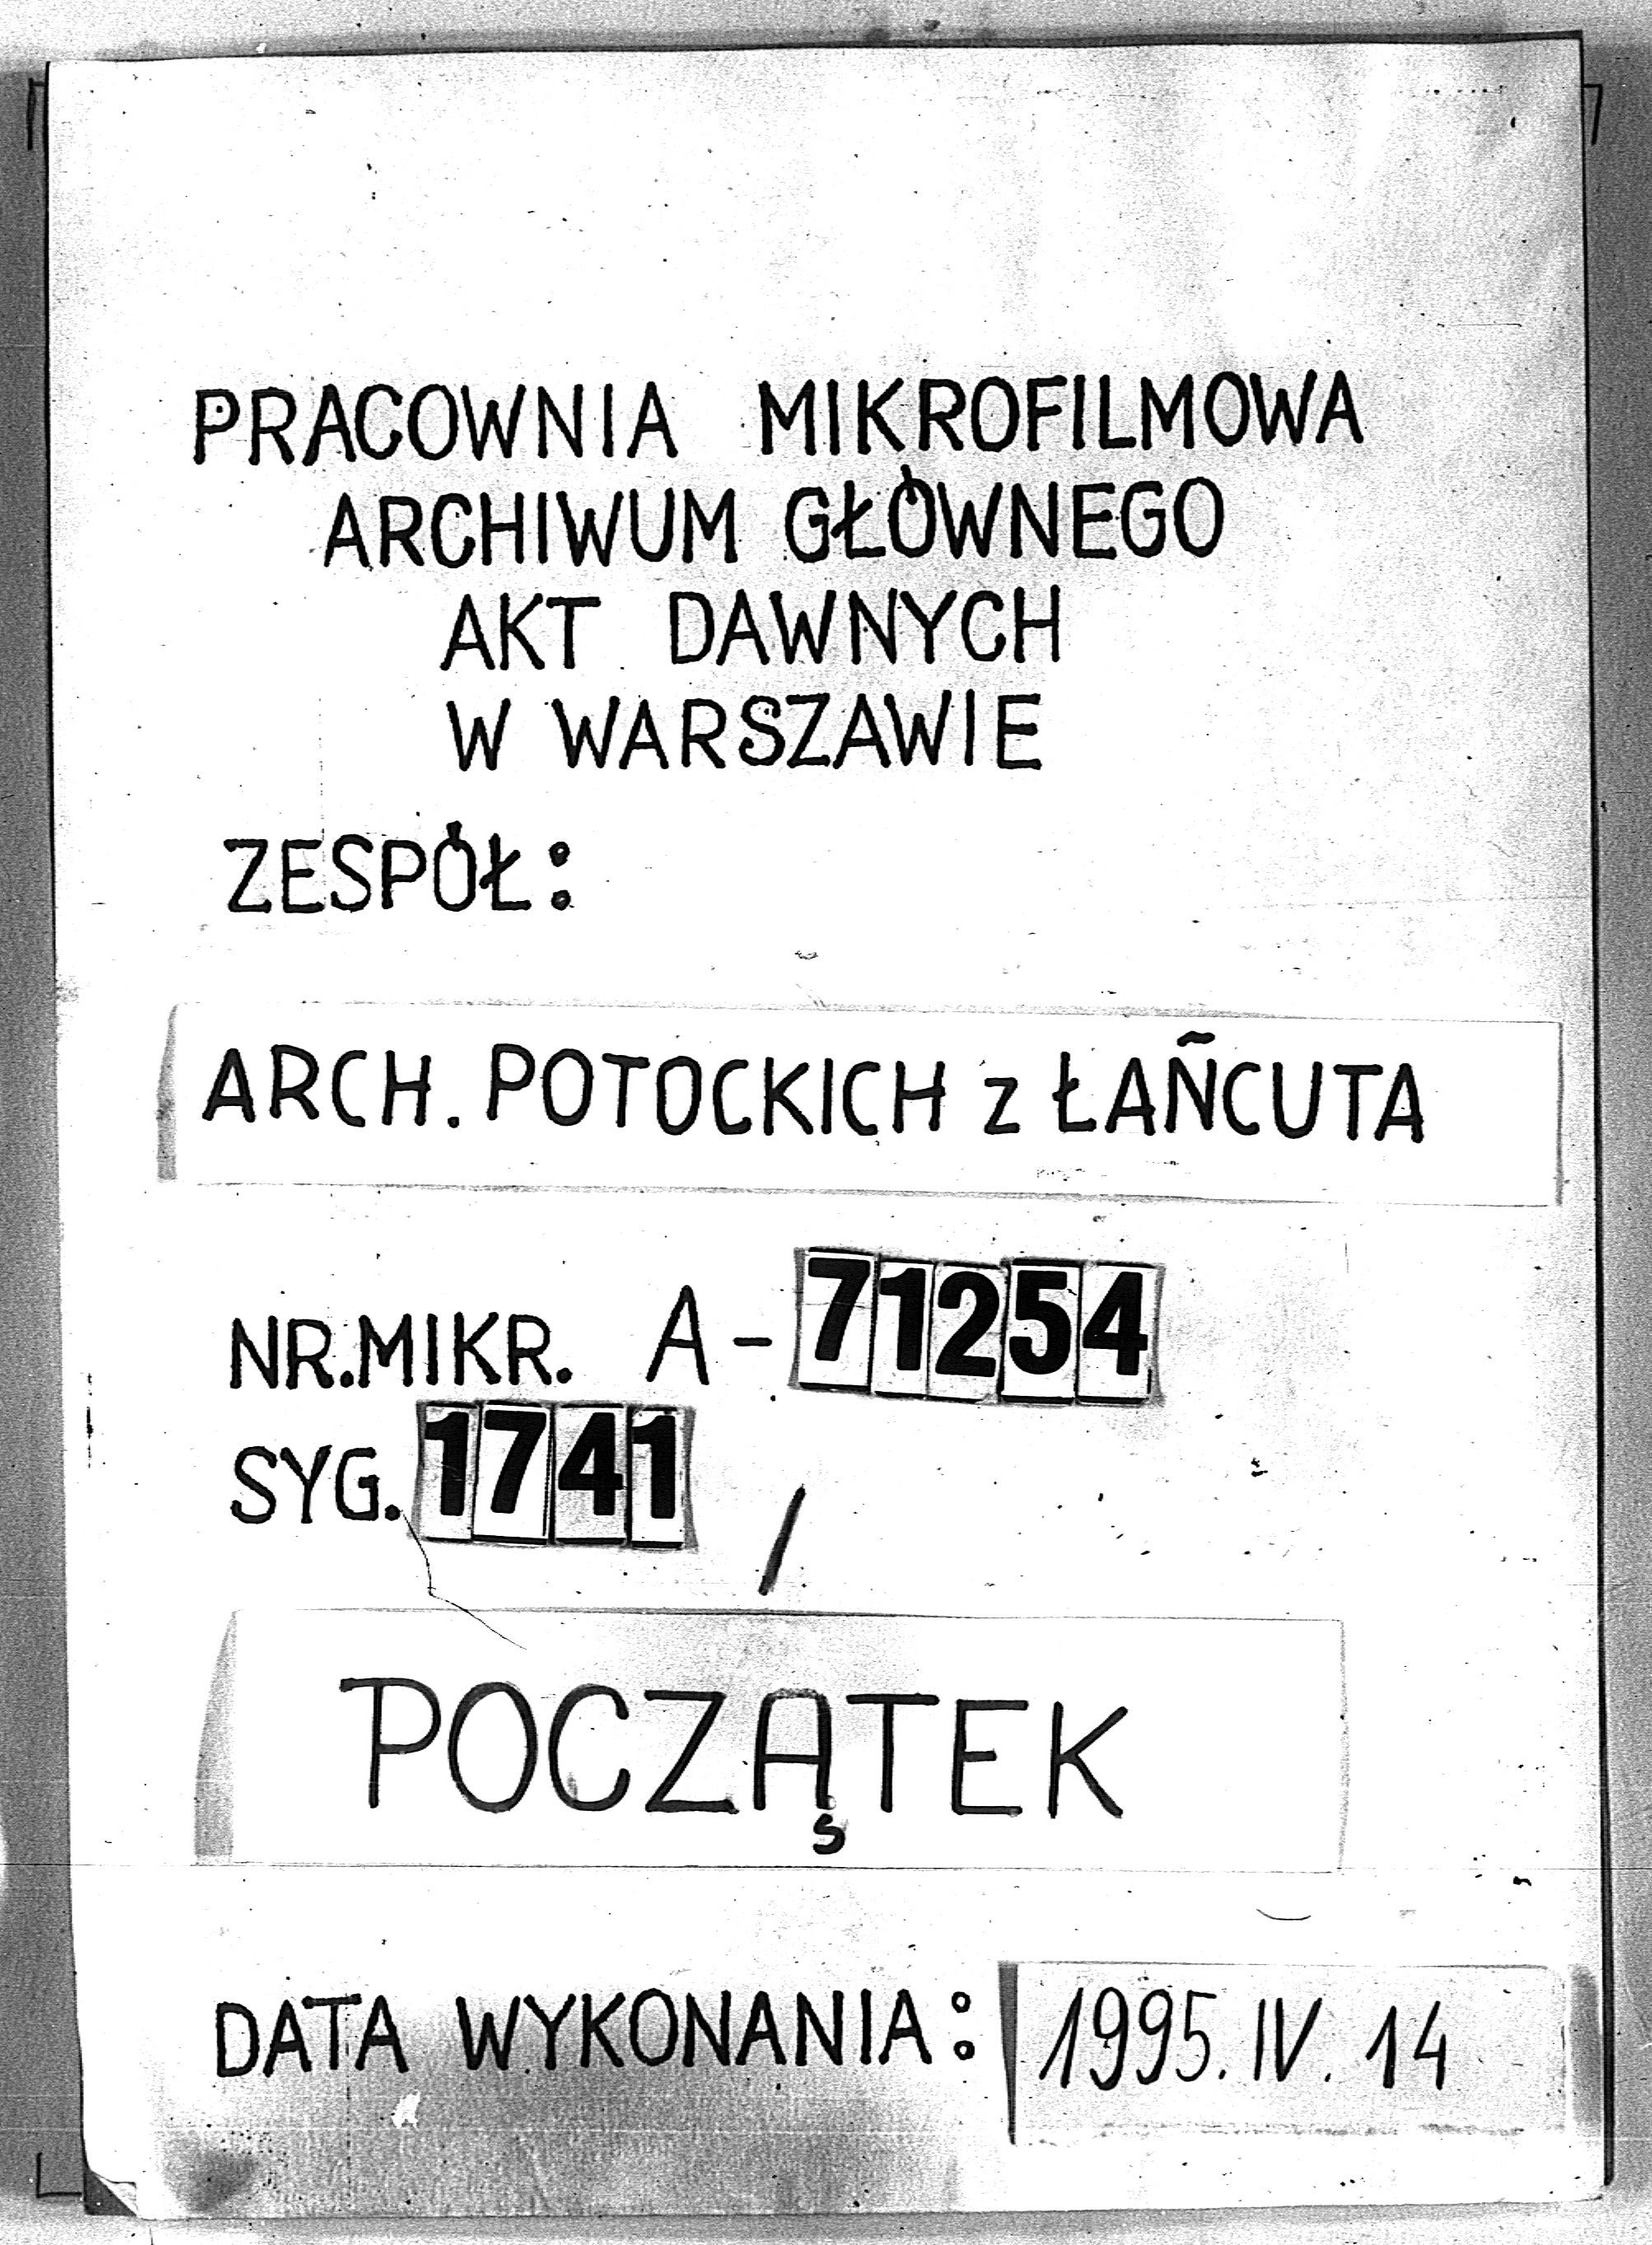 PRACOWNIA MIKROFILMOWA
ARCHIWUM GŁÓWNEGO
AKT DAWNYCH
W WARSZAWIE
ZESPÓŁ:
ARCH. POTOCKICH z ŁAŃCUTA
NR.MIKR. A-71254
SYG. 1741 /
POCZĄTEK
DATA WYKONANIA: 1995.IV.14